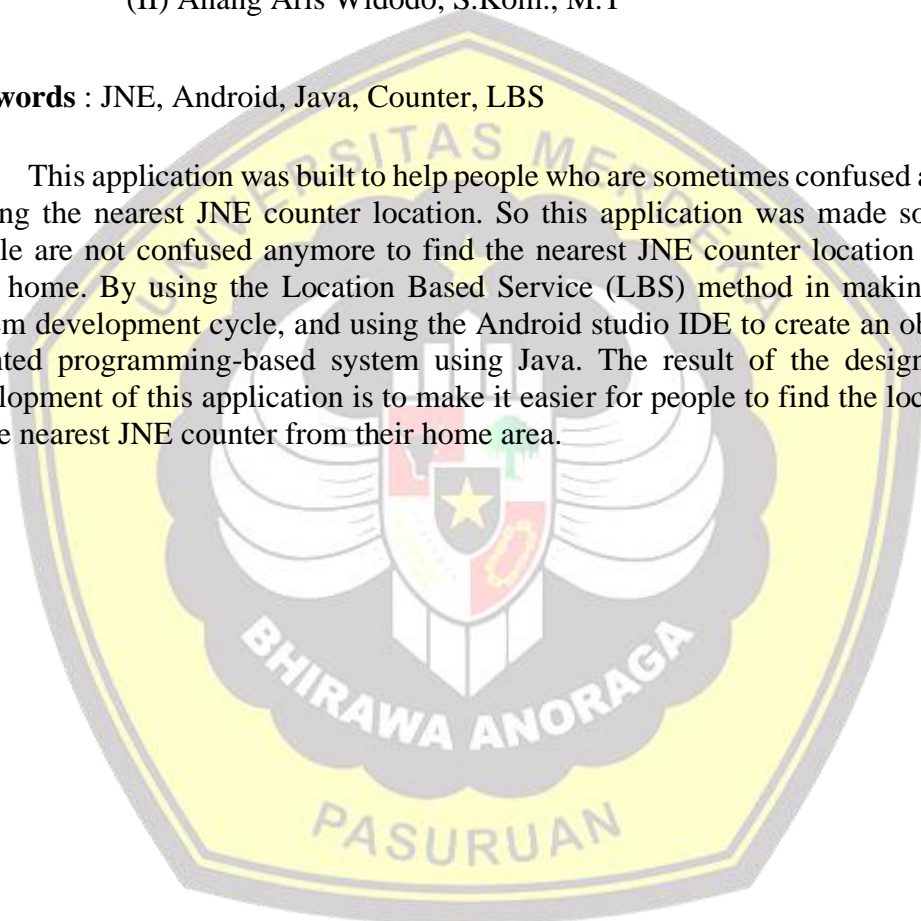 (II) Anang Aris Widodo, S.Kom., M.T
words : JNE, Android, Java, Counter, LBS
This application was built to help people who are sometimes confused a
ng the nearest JNE counter location. So this application was made so
le are not confused anymore to find the nearest JNE counter location
home. By using the Location Based Service (LBS) method in makin
em development cycle, and using the Android studio IDE to create an ob
nted programming-based system using Java. The result of the design
lopment of this application is to make it easier for people to find the loc
e nearest JNE counter from their home area.
UNIVERSITAS MERDEKA
BHIRAWA ANORAGA
PASURUAN